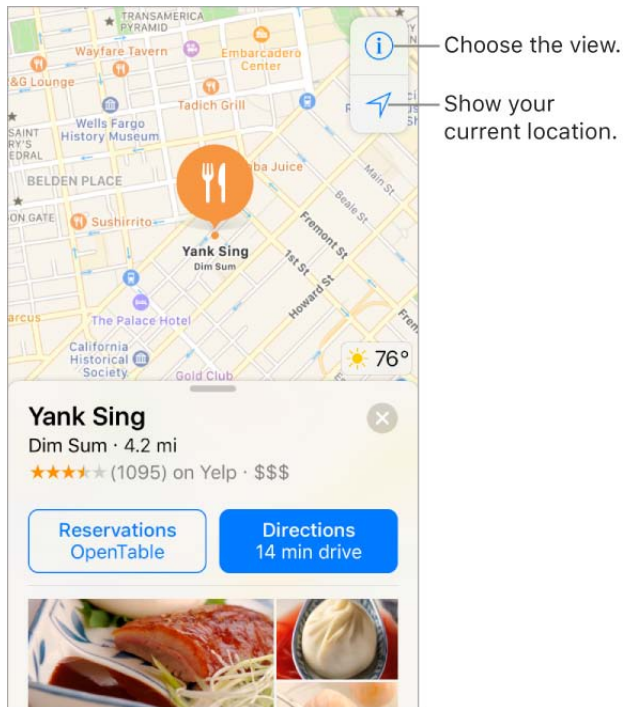 TRANSAMERICA
PYRAMID
Wayfare Tavern
Embarcadero
Center
&G Lounge
Tadich Grill
Wells Fargo
History Museum
SAINT
RY'S
EDRAL
BELDEN PLACE
ba Juice
Main St
Beale St
ON GATE
Sushirrito
Fremont St
Yank Sing
Dim Sum
1st St
Howard St
The Palace Hotel
arcus
Fren
California
Historical
Society
Gold Club
76°
Choose the view.
Show your
current location.
Yank Sing
Dim Sum · 4.2 mi
(1095) on Yelp · $$$
Reservations
OpenTable
Directions
14 min drive